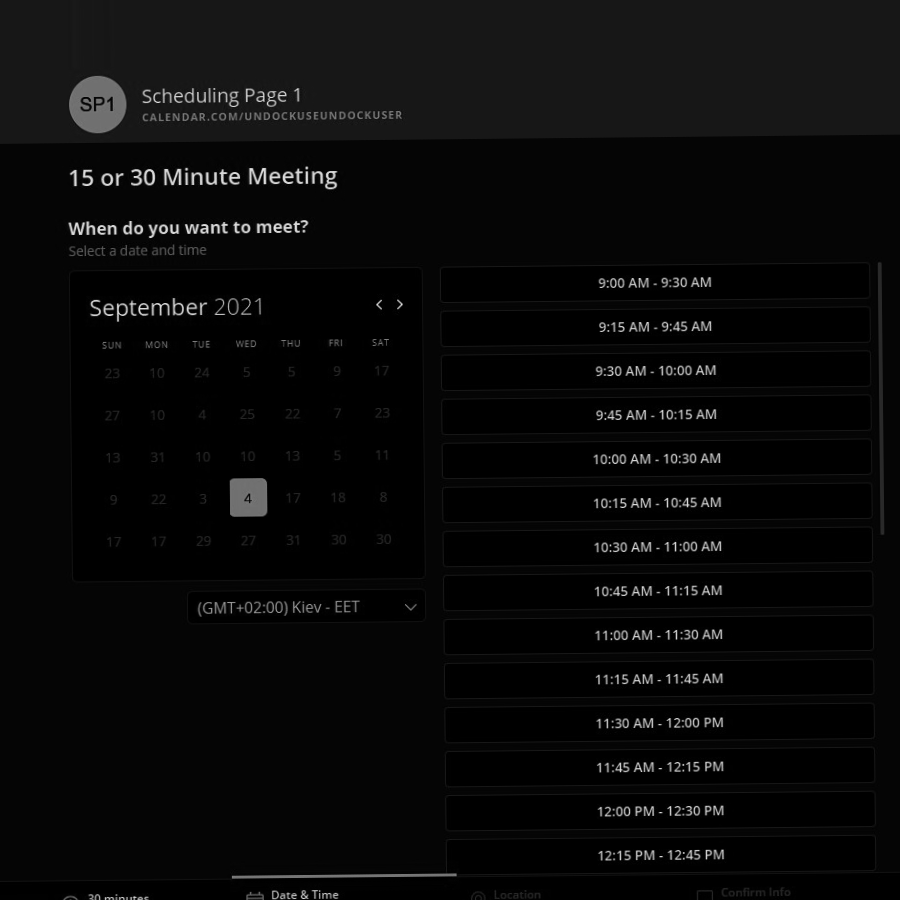 SP1
Scheduling Page 1
CALENDAR.COM/UNDOCKUSEUNDOCKUSER
15 or 30 Minute Meeting
When do you want to meet?
Select a date and time
September 2021
SUN MON TUE WED THU FRI SAT
23 10 24 5 5 9 17
27 10 4 25 22 7 23
13 31 10 10 13 5 11
9 22 3 4 17 18 8
17 17 29 27 31 30 30
(GMT+02:00) Kiev - EET
9:00 AM - 9:30 AM
9:15 AM - 9:45 AM
9:30 AM - 10:00 AM
9:45 AM - 10:15 AM
10:00 AM - 10:30 AM
10:15 AM - 10:45 AM
10:30 AM - 11:00 AM
10:45 AM - 11:15 AM
11:00 AM - 11:30 AM
11:15 AM - 11:45 AM
11:30 AM - 12:00 PM
11:45 AM - 12:15 PM
12:00 PM - 12:30 PM
12:15 PM - 12:45 PM
30 minutes
Date & Time
Location
Confirm Info